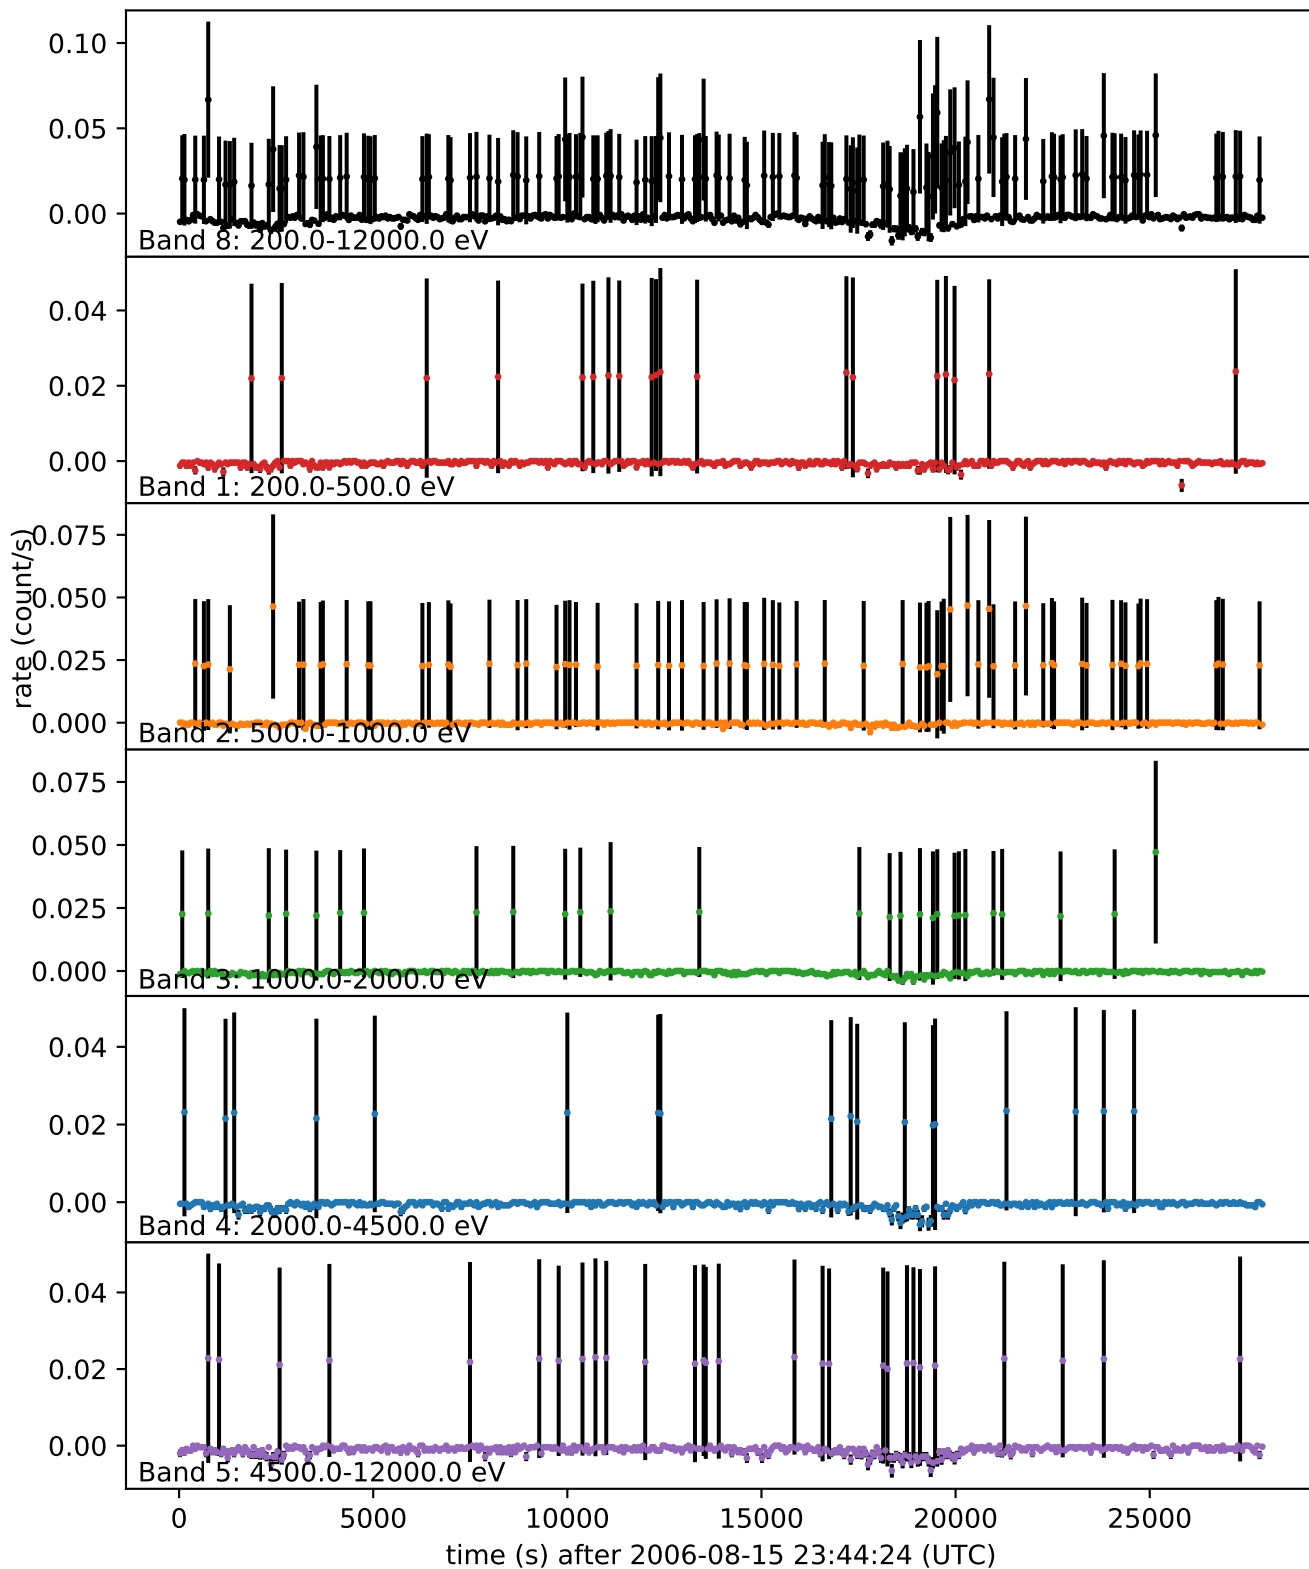 0.10
0.05
0.00
Band 8: 200.0-12000.0 eV
0.04
0.02
0.00
Band 1: 200.0-500.0 eV
rate (count/s)
0.075
0.050
0.025
0.000
Band 2: 500.0-1000.0 eV
0.075
0.050
0.025
0.000
Band 3: 1000.0-2000.0 eV
0.04
0.02
0.00
Band 4: 2000.0-4500.0 eV
0.04
0.02
0.00
Band 5: 4500.0-12000.0 eV
0 5000 10000 15000 20000 25000
time (s) after 2006-08-15 23:44:24 (UTC)